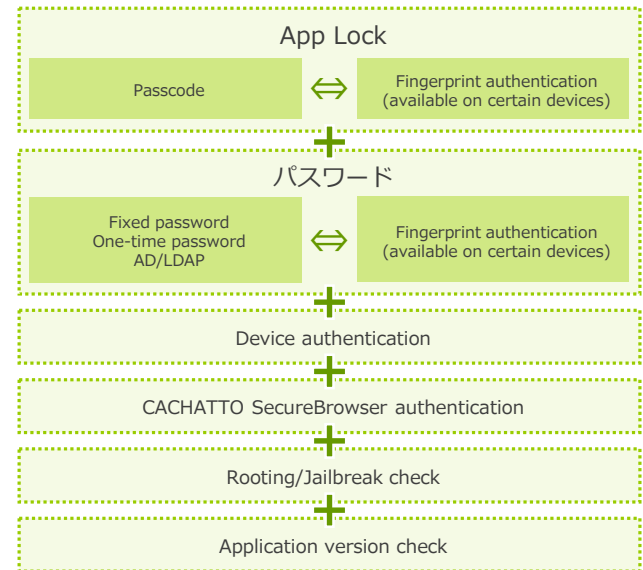 App Lock
Passcode
Fingerprint authentication
(available on certain devices)
パスワード
Fixed password
One-time password
AD/LDAP
Fingerprint authentication
(available on certain devices)
Device authentication
CACHATTO SecureBrowser authentication
Rooting/Jailbreak check
Application version check